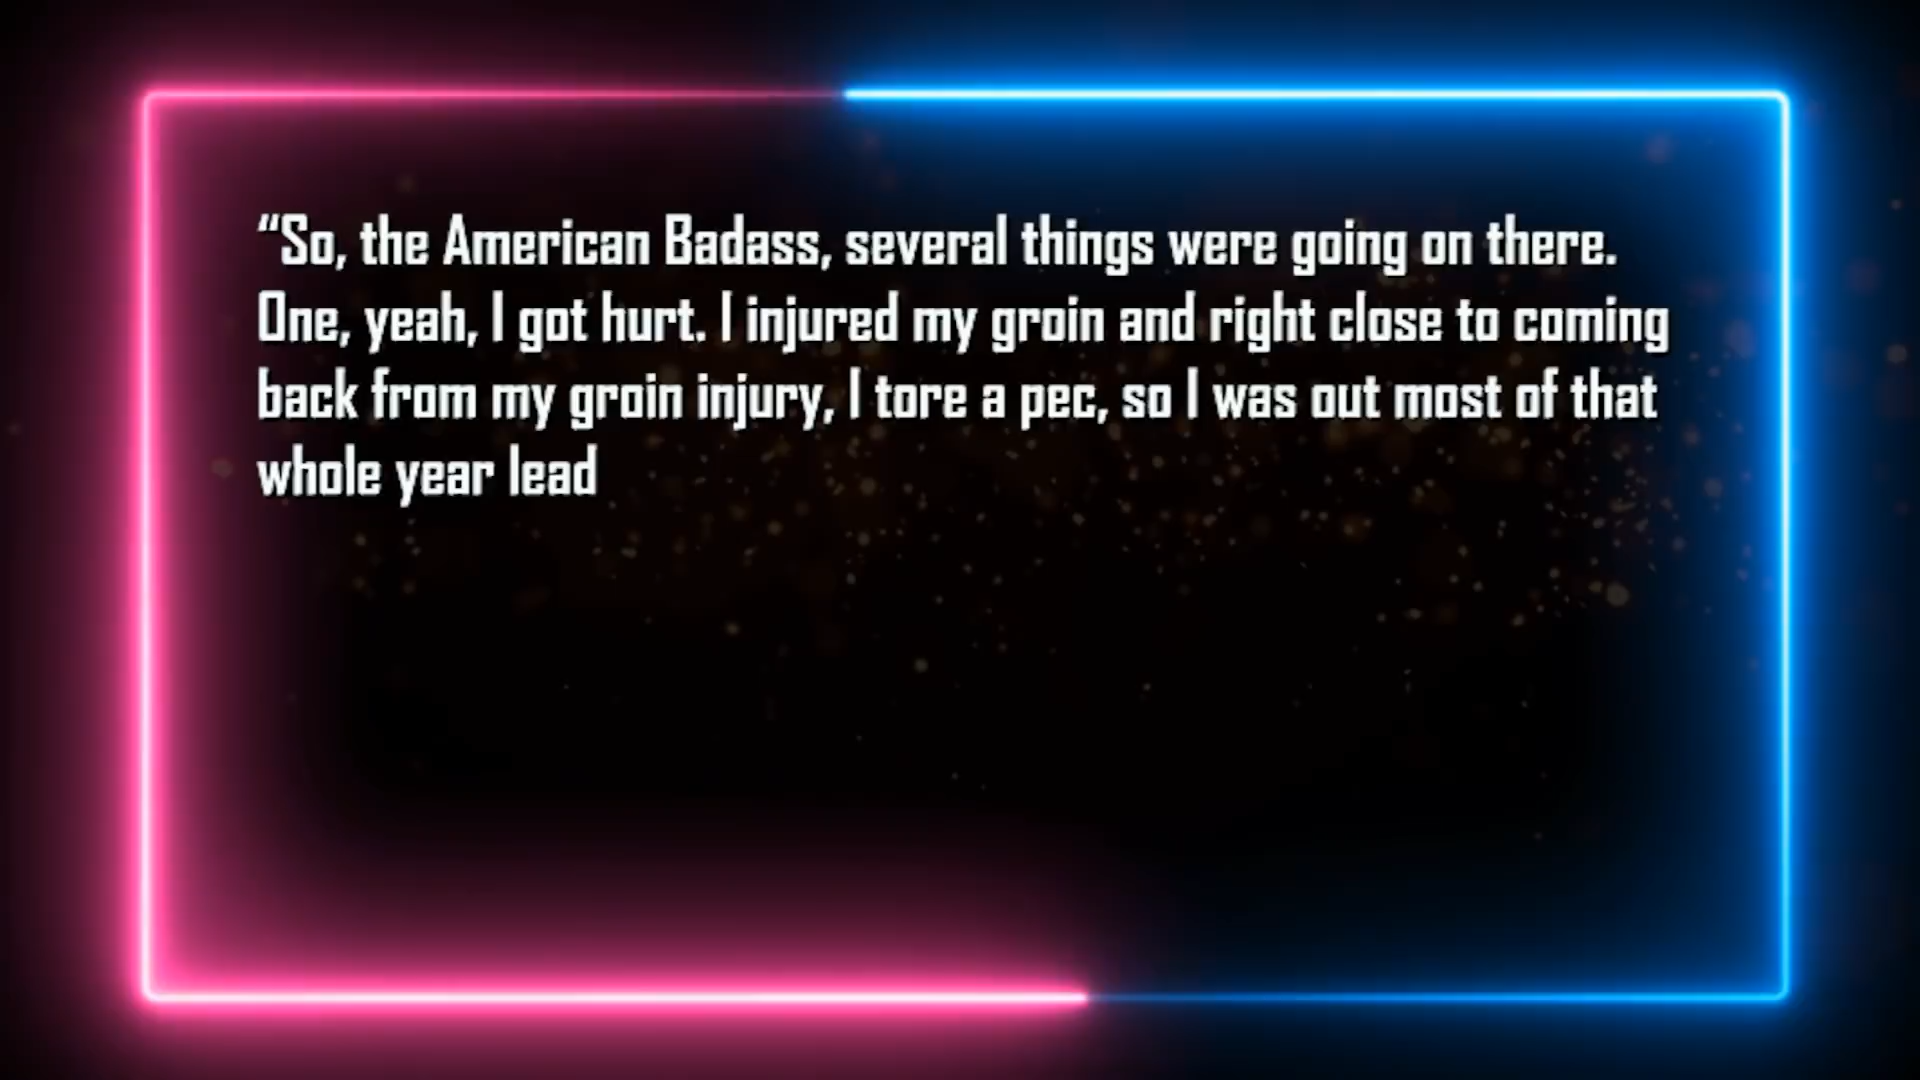 “So, the American Badass, several things were going on there.
One, yeah, I got hurt. I injured my groin and right close to coming
back from my groin injury, I tore a pec, so I was out most of that
whole year lead